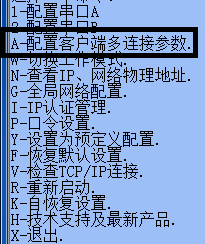 1-配置串口A.
2-配置串口B.
A-配置客户端多连接参数.
W-切换工作模式.
N-查看IP、网络物理地址.
G-全局网络配置.
I-IP认证管理.
P-口令设置.
Y-设置为预定义配置.
F-恢复默认设置.
V-检查TCP/IP连接.
R-重新启动.
K-自恢复设置.
H-技术支持及最新产品.
X-退出.